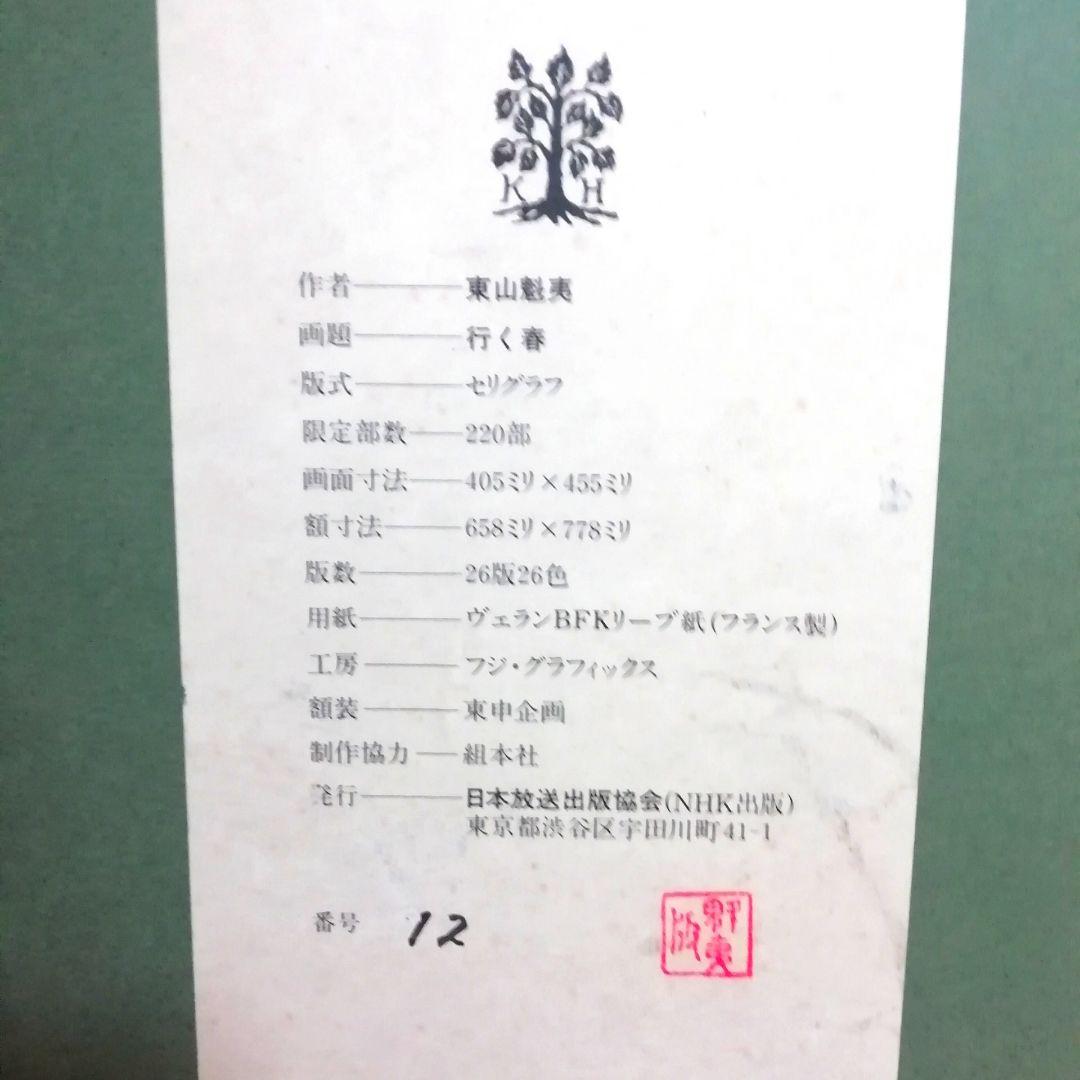 K H
作者――――東山魁夷
画題――――行く春
版式――――セリグラフ
限定部数――220部
画面寸法――405ミリ×455ミリ
額寸法―――658ミリ×778ミリ
版数――――26版26色
用紙――――ヴェランBFKリーブ紙(フランス製)
工房――――フジ・グラフィックス
額装――――東申企画
制作協力――組本社
発行――――日本放送出版協会(NHK出版)
東京都渋谷区宇田川町41-1
番号 12
魁夷版